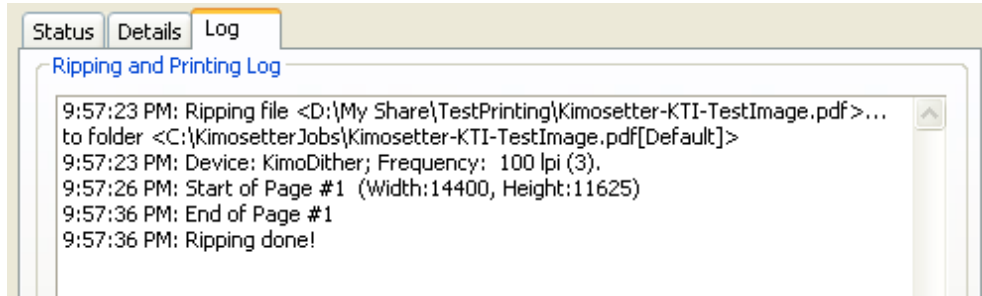 Status Details Log
Ripping and Printing Log
9:57:23 PM: Ripping file <D:\My Share\TestPrinting\Kimosetter-KTI-TestImage.pdf>...
to folder <C:\KimosetterJobs\Kimosetter-KTI-TestImage.pdf[Default]>
9:57:23 PM: Device: KimoDither; Frequency:  100 lpi (3).
9:57:26 PM: Start of Page #1  (Width:14400, Height:11625)
9:57:36 PM: End of Page #1
9:57:36 PM: Ripping done!